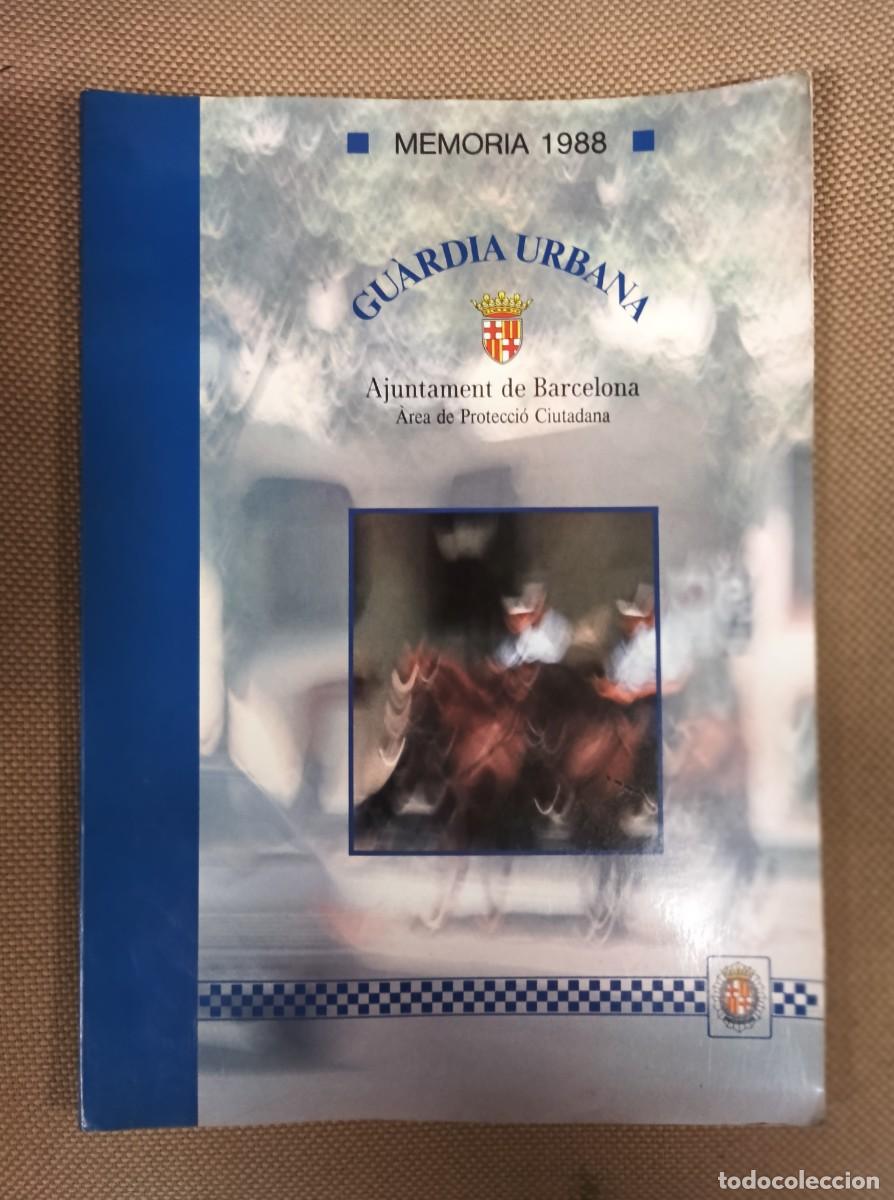 MEMORIA 1988
GUÀRDIA URBANA
Ajuntament de Barcelona
Àrea de Protecció Ciutadana
todocoleccion